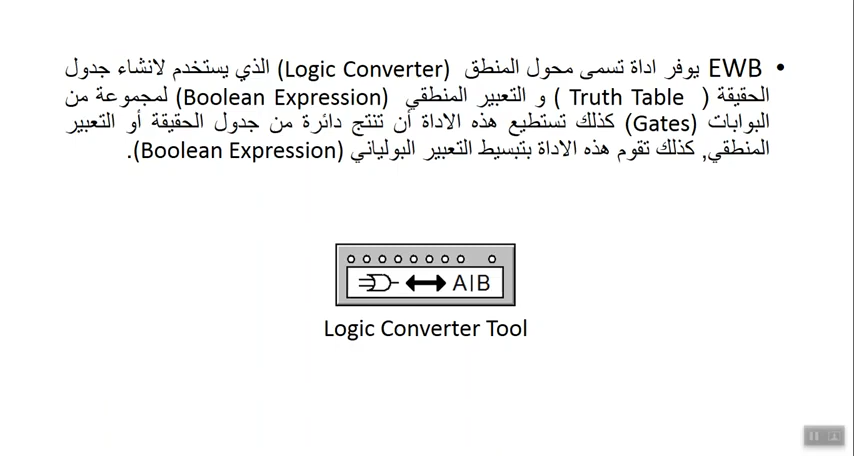 • EWB يوفر اداة تسمى محول المنطق (Logic Converter) الذي يستخدم لانشاء جدول
الحقيقة ( Truth Table ) و التعبير المنطقي (Boolean Expression) لمجموعة من
البوابات (Gates) كذلك تستطيع هذه الاداة أن تنتج دائرة من جدول الحقيقة أو التعبير
المنطقي, كذلك تقوم هذه الاداة بتبسيط التعبير البولياني (Boolean Expression).
A|B
Logic Converter Tool